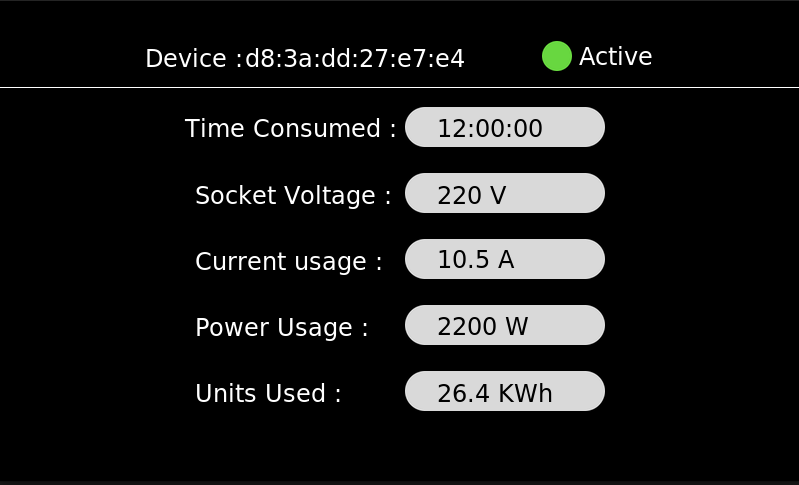 Device :d8:3a:dd:27:e7:e4 Active
Time Consumed : 12:00:00
Socket Voltage : 220 V
Current usage : 10.5 A
Power Usage : 2200 W
Units Used : 26.4 KWh